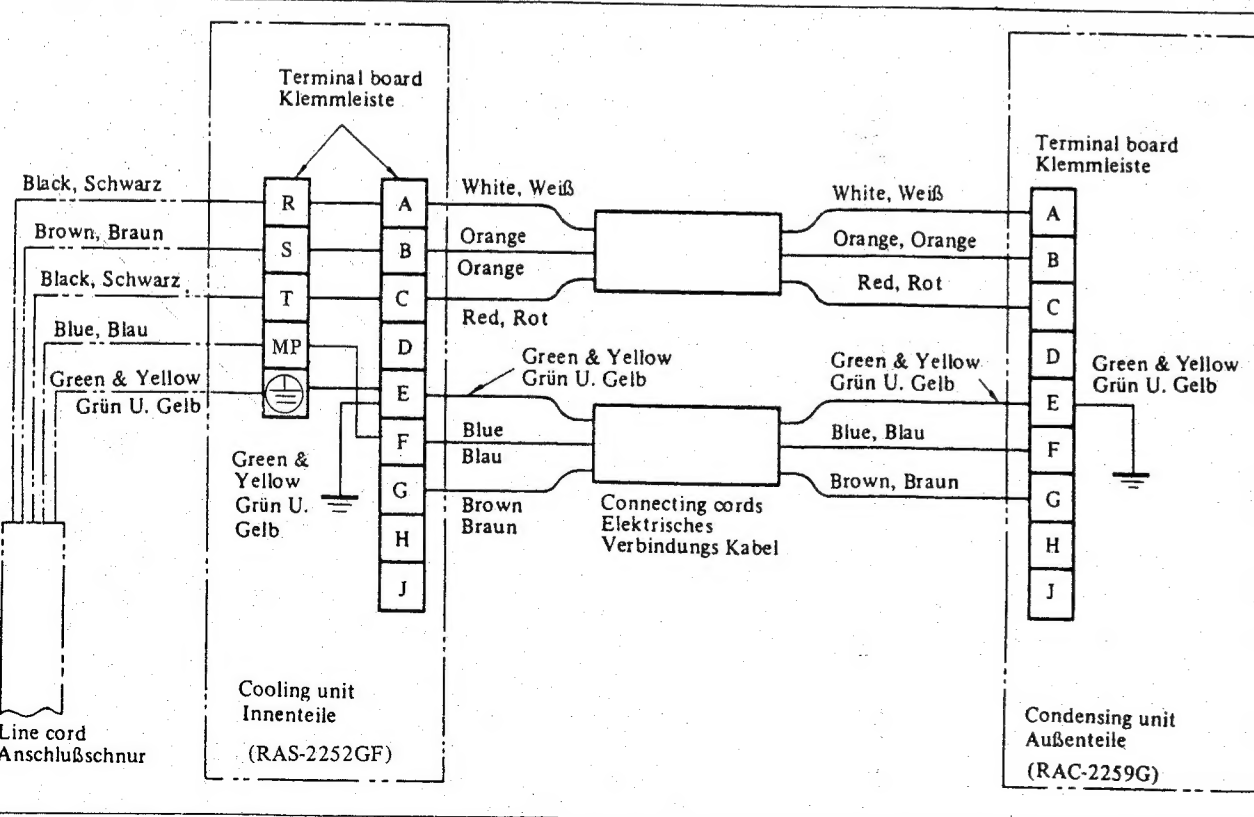 Terminal board
Klemmleiste
Black, Schwarz
Brown, Braun
Black, Schwarz
Blue, Blau
Green & Yellow
Grün U. Gelb
R
S
T
MP
Green &
Yellow
Grün U.
Gelb
A
B
C
D
E
F
G
H
J
White, Weiß
Orange
Orange
Red, Rot
Green & Yellow
Grün U. Gelb
Blue
Blau
Brown
Braun
Connecting cords
Elektrisches
Verbindungs Kabel
White, Weiß
Orange, Orange
Red, Rot
Green & Yellow
Grün U. Gelb
Blue, Blau
Brown, Braun
Terminal board
Klemmleiste
A
B
C
D
E
F
G
H
J
Green & Yellow
Grün U. Gelb
Line cord
Anschlußschnur
Cooling unit
Innenteile
(RAS-2252GF)
Condensing unit
Außenteile
(RAC-2259G)